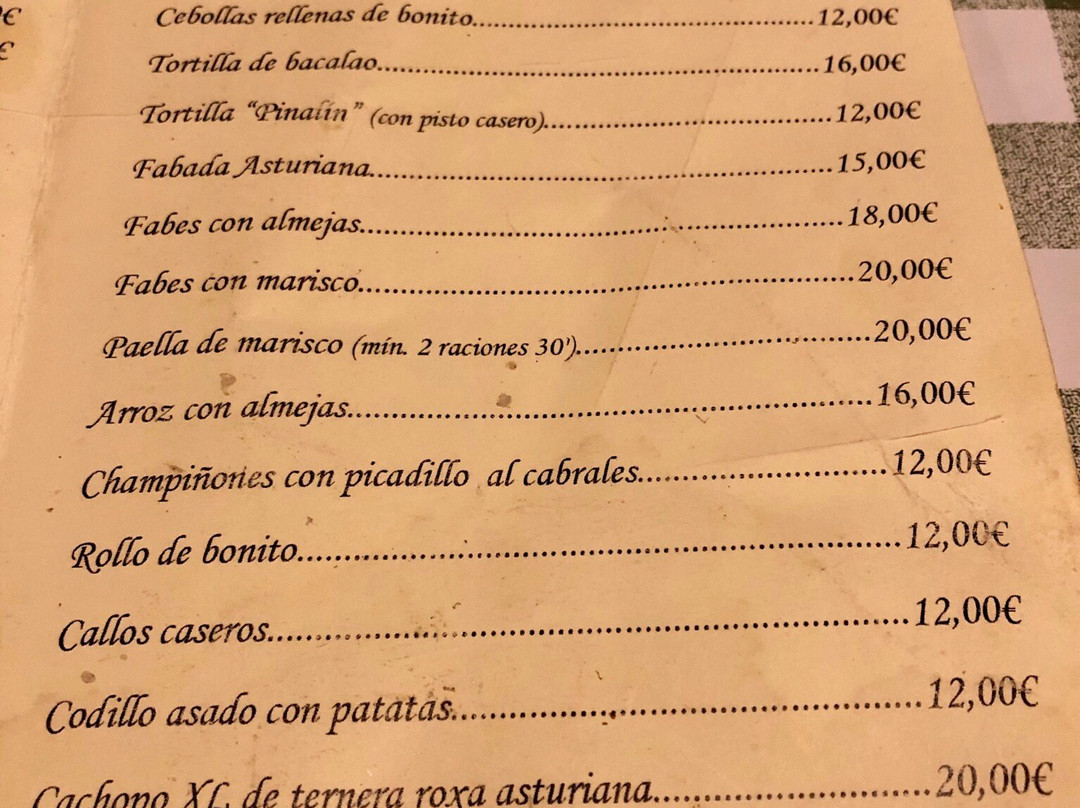 €
€
Cebollas rellenas de bonito..........12,00€
Tortilla de bacalao..........16,00€
Tortilla “Pinalín” (con pisto casero)..........12,00€
Fabada Asturiana..........15,00€
Fabes con almejas..........18,00€
Fabes con marisco..........20,00€
Paella de marisco (mín. 2 raciones 30')..........20,00€
Arroz con almejas..........16,00€
Champiñones con picadillo al cabrales..........12,00€
Rollo de bonito..........12,00€
Callos caseros..........12,00€
Codillo asado con patatas..........12,00€
Cachopo XL de ternera roxa asturiana..........20,00€